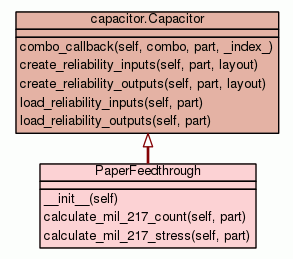 capacitor.Capacitor
combo_callback(self, combo, part, _index_)
create_reliability_inputs(self, part, layout)
create_reliability_outputs(self, part, layout)
load_reliability_inputs(self, part)
load_reliability_outputs(self, part)
PaperFeedthrough
__init__(self)
calculate_mil_217_count(self, part)
calculate_mil_217_stress(self, part)